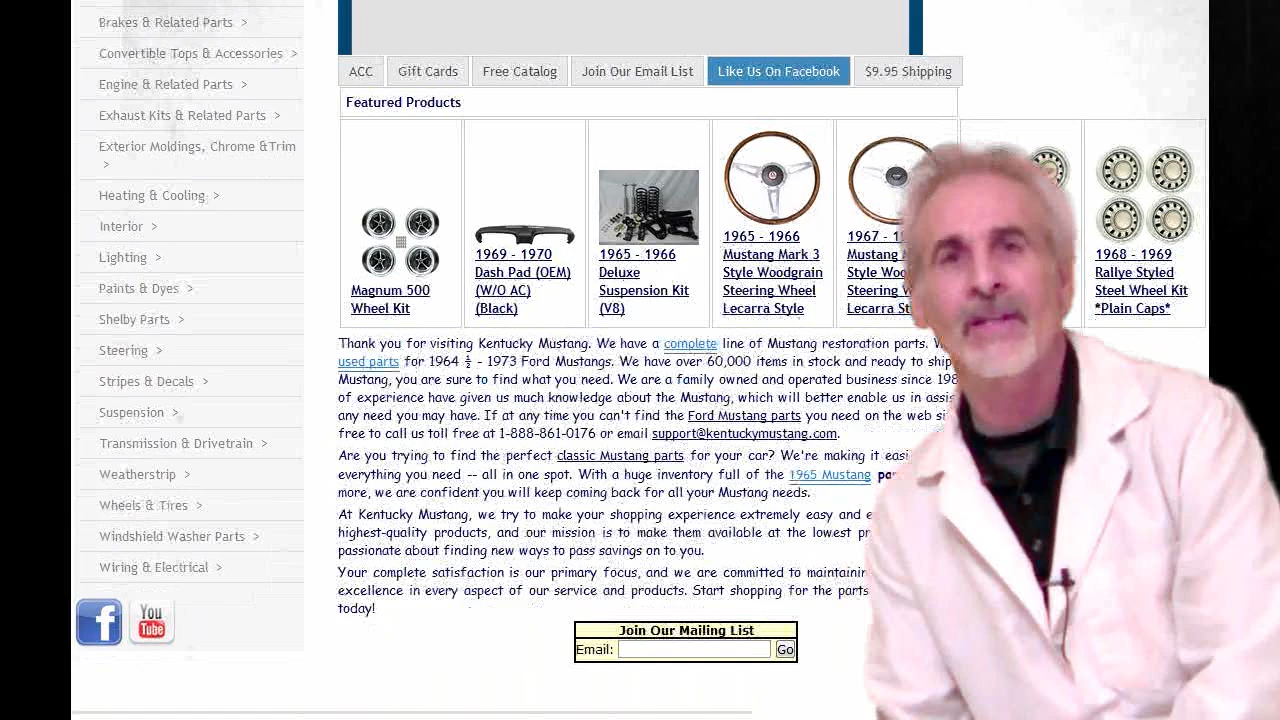 Brakes & Related Parts >
Convertible Tops & Accessories >
Engine & Related Parts >
Exhaust Kits & Related Parts >
Exterior Moldings, Chrome &Trim
>
Heating & Cooling >
Interior >
Lighting >
Paints & Dyes >
Shelby Parts >
Steering >
Stripes & Decals >
Suspension >
Transmission & Drivetrain >
Weatherstrip >
Wheels & Tires >
Windshield Washer Parts >
Wiring & Electrical >
f
You
Tube
ACC Gift Cards Free Catalog Join Our Email List Like Us On Facebook $9.95 Shipping
Featured Products
Magnum 500
Wheel Kit
1969 - 1970
Dash Pad (OEM)
(W/O AC)
(Black)
1965 - 1966
Deluxe
Suspension Kit
(V8)
1965 - 1966
Mustang Mark 3
Style Woodgrain
Steering Wheel
Lecarra Style
1967 -
Mustang
Style
Steering
Lecarra
1968 - 1969
Rallye Styled
Steel Wheel Kit
*Plain Caps*
Thank you for visiting Kentucky Mustang. We have a complete line of Mustang restoration parts.
used parts for 1964 ½ - 1973 Ford Mustangs. We have over 60,000 items in stock and ready to ship
Mustang, you are sure to find what you need. We are a family owned and operated business since
of experience have given us much knowledge about the Mustang, which will better enable us in
any need you may have. If at any time you can't find the Ford Mustang parts you need on the web
free to call us toll free at 1-888-861-0176 or email support@kentuckymustang.com.
Are you trying to find the perfect classic Mustang parts for your car? We're making it
everything you need -- all in one spot. With a huge inventory full of the 1965 Mustang
more, we are confident you will keep coming back for all your Mustang needs.
At Kentucky Mustang, we try to make your shopping experience extremely easy and
highest-quality products, and our mission is to make them available at the lowest
passionate about finding new ways to pass savings on to you.
Your complete satisfaction is our primary focus, and we are committed to maintaining
excellence in every aspect of our service and products. Start shopping for the parts
today!
Join Our Mailing List
Email: Go